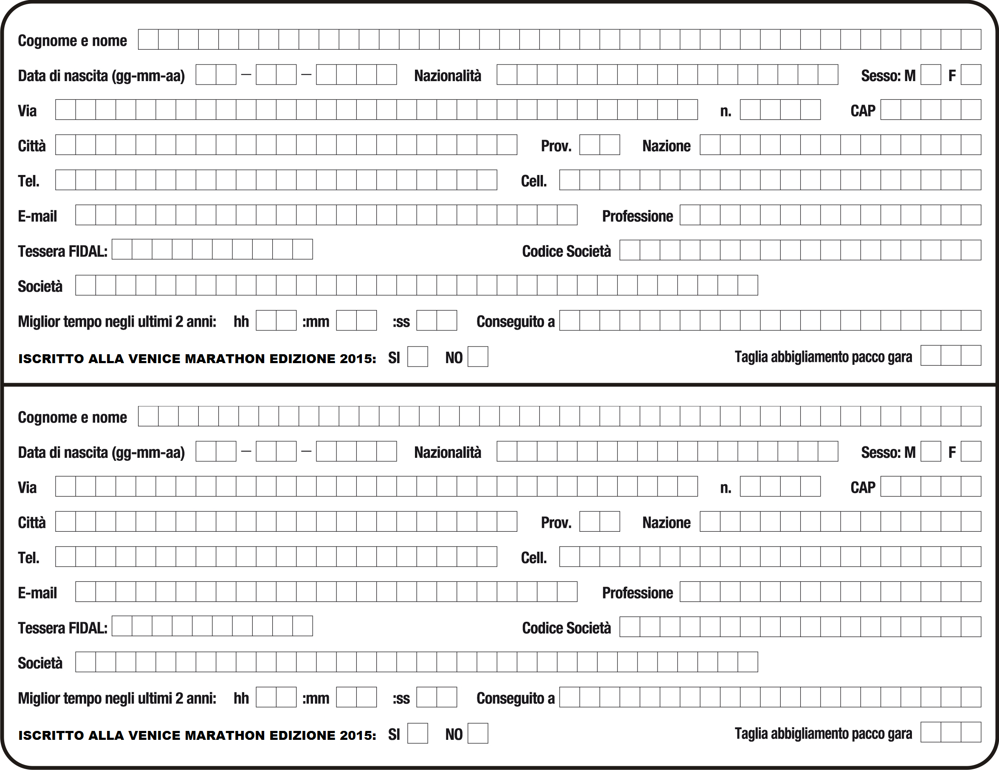 Cognome e nome
Data di nascita (gg-mm-aa) – – Nazionalità Sesso: M F
Via n. CAP
Città Prov. Nazione
Tel. Cell.
E-mail Professione
Tessera FIDAL: Codice Società
Società
Miglior tempo negli ultimi 2 anni: hh :mm :ss Conseguito a
ISCRITTO ALLA VENICE MARATHON EDIZIONE 2015: SI NO Taglia abbigliamento pacco gara
Cognome e nome
Data di nascita (gg-mm-aa) – – Nazionalità Sesso: M F
Via n. CAP
Città Prov. Nazione
Tel. Cell.
E-mail Professione
Tessera FIDAL: Codice Società
Società
Miglior tempo negli ultimi 2 anni: hh :mm :ss Conseguito a
ISCRITTO ALLA VENICE MARATHON EDIZIONE 2015: SI NO Taglia abbigliamento pacco gara